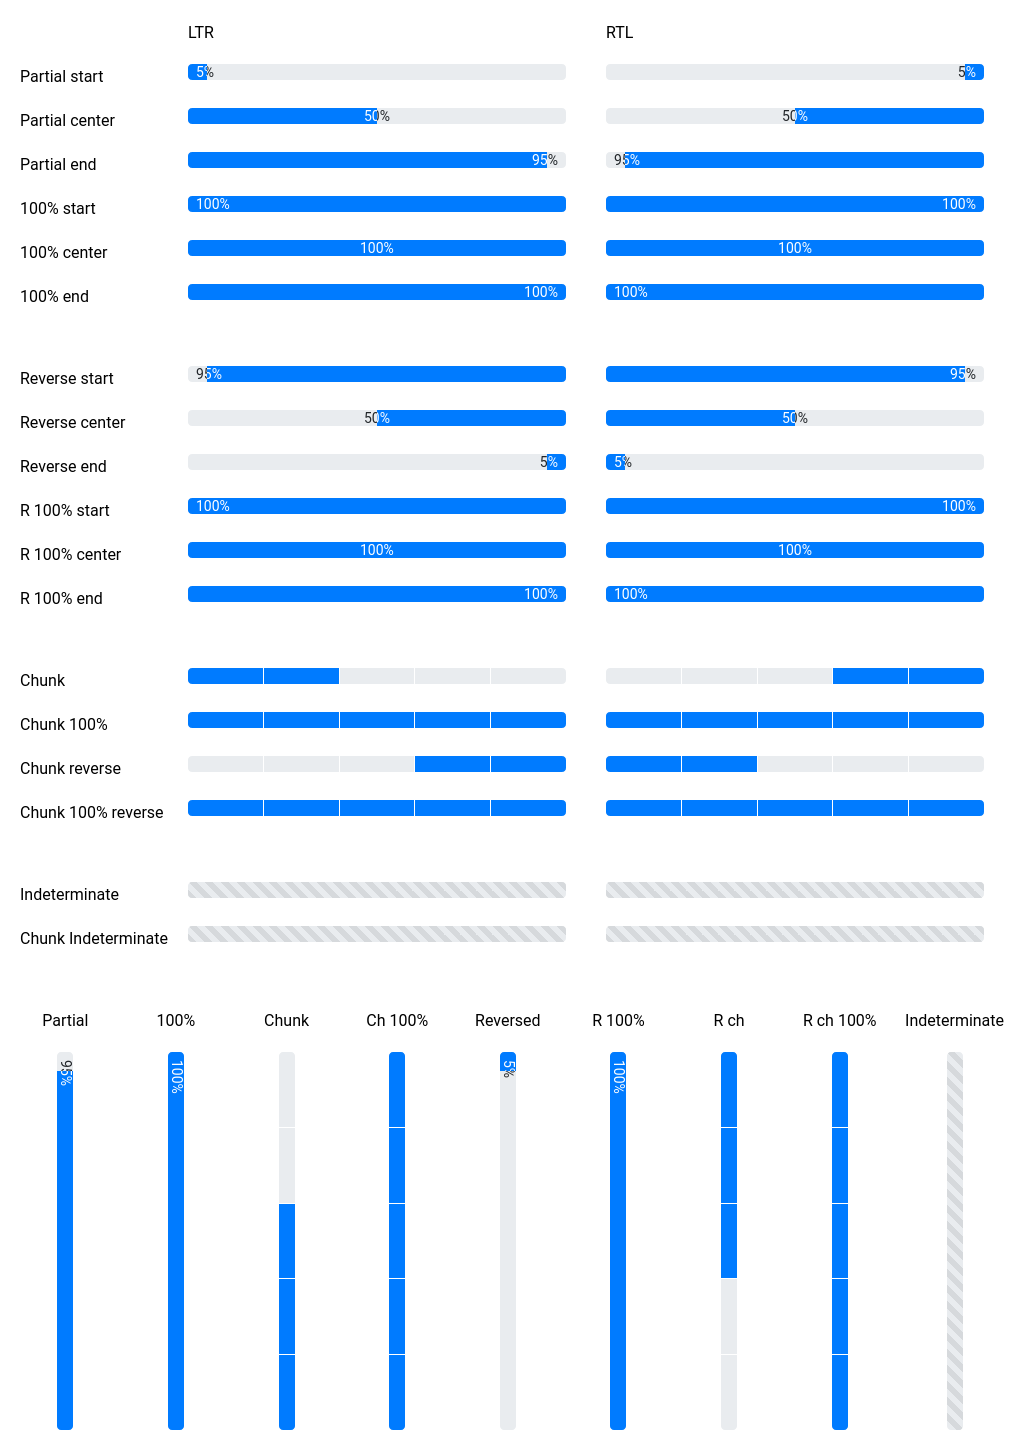 LTR RTL
Partial start 5% 5%
Partial center 50% 50%
Partial end 95% 95%
100% start 100% 100%
100% center 100% 100%
100% end 100% 100%
Reverse start 95% 95%
Reverse center 50% 50%
Reverse end 5% 5%
R 100% start 100% 100%
R 100% center 100% 100%
R 100% end 100% 100%
Chunk
Chunk 100%
Chunk reverse
Chunk 100% reverse
Indeterminate
Chunk Indeterminate
Partial 100% Chunk Ch 100% Reversed R 100% R ch R ch 100% Indeterminate
95% 100% 5% 100%